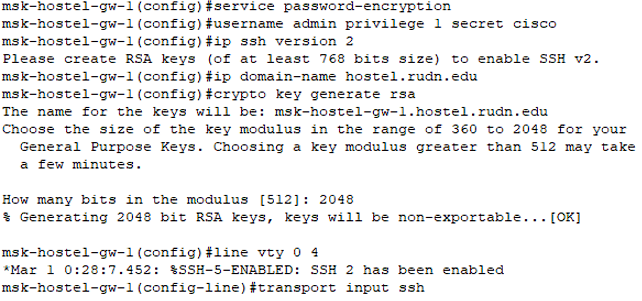 msk-hostel-gw-1(config)#service password-encryption
msk-hostel-gw-1(config)#username admin privilege 1 secret cisco
msk-hostel-gw-1(config)#ip ssh version 2
Please create RSA keys (of at least 768 bits size) to enable SSH v2.
msk-hostel-gw-1(config)#ip domain-name hostel.rudn.edu
msk-hostel-gw-1(config)#crypto key generate rsa
The name for the keys will be: msk-hostel-gw-1.hostel.rudn.edu
Choose the size of the key modulus in the range of 360 to 2048 for your
  General Purpose Keys. Choosing a key modulus greater than 512 may take
  a few minutes.

How many bits in the modulus [512]: 2048
% Generating 2048 bit RSA keys, keys will be non-exportable...[OK]

msk-hostel-gw-1(config)#line vty 0 4
*Mar 1 0:28:7.452: %SSH-5-ENABLED: SSH 2 has been enabled
msk-hostel-gw-1(config-line)#transport input ssh